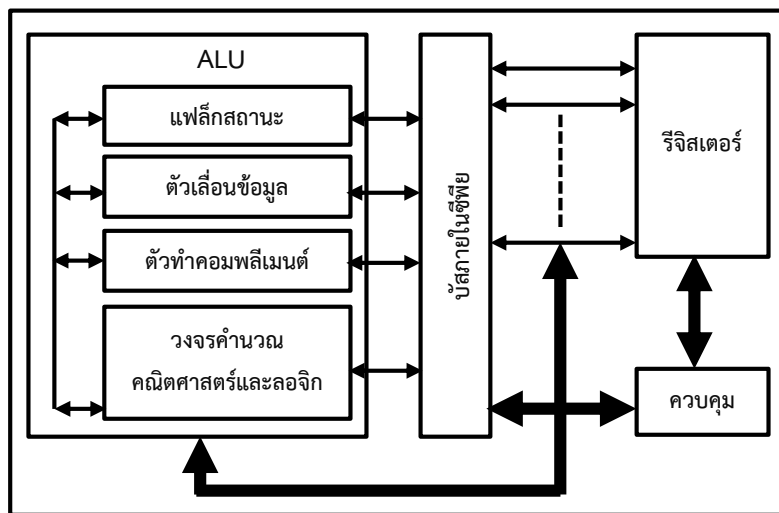 ALU
แฟล็กสถานะ
ตัวเลื่อนข้อมูล
ตัวทำคอมพลีเมนต์
วงจรคำนวณ
คณิตศาสตร์และลอจิก
บัสภายในซีพียู
รีจิสเตอร์
ควบคุม